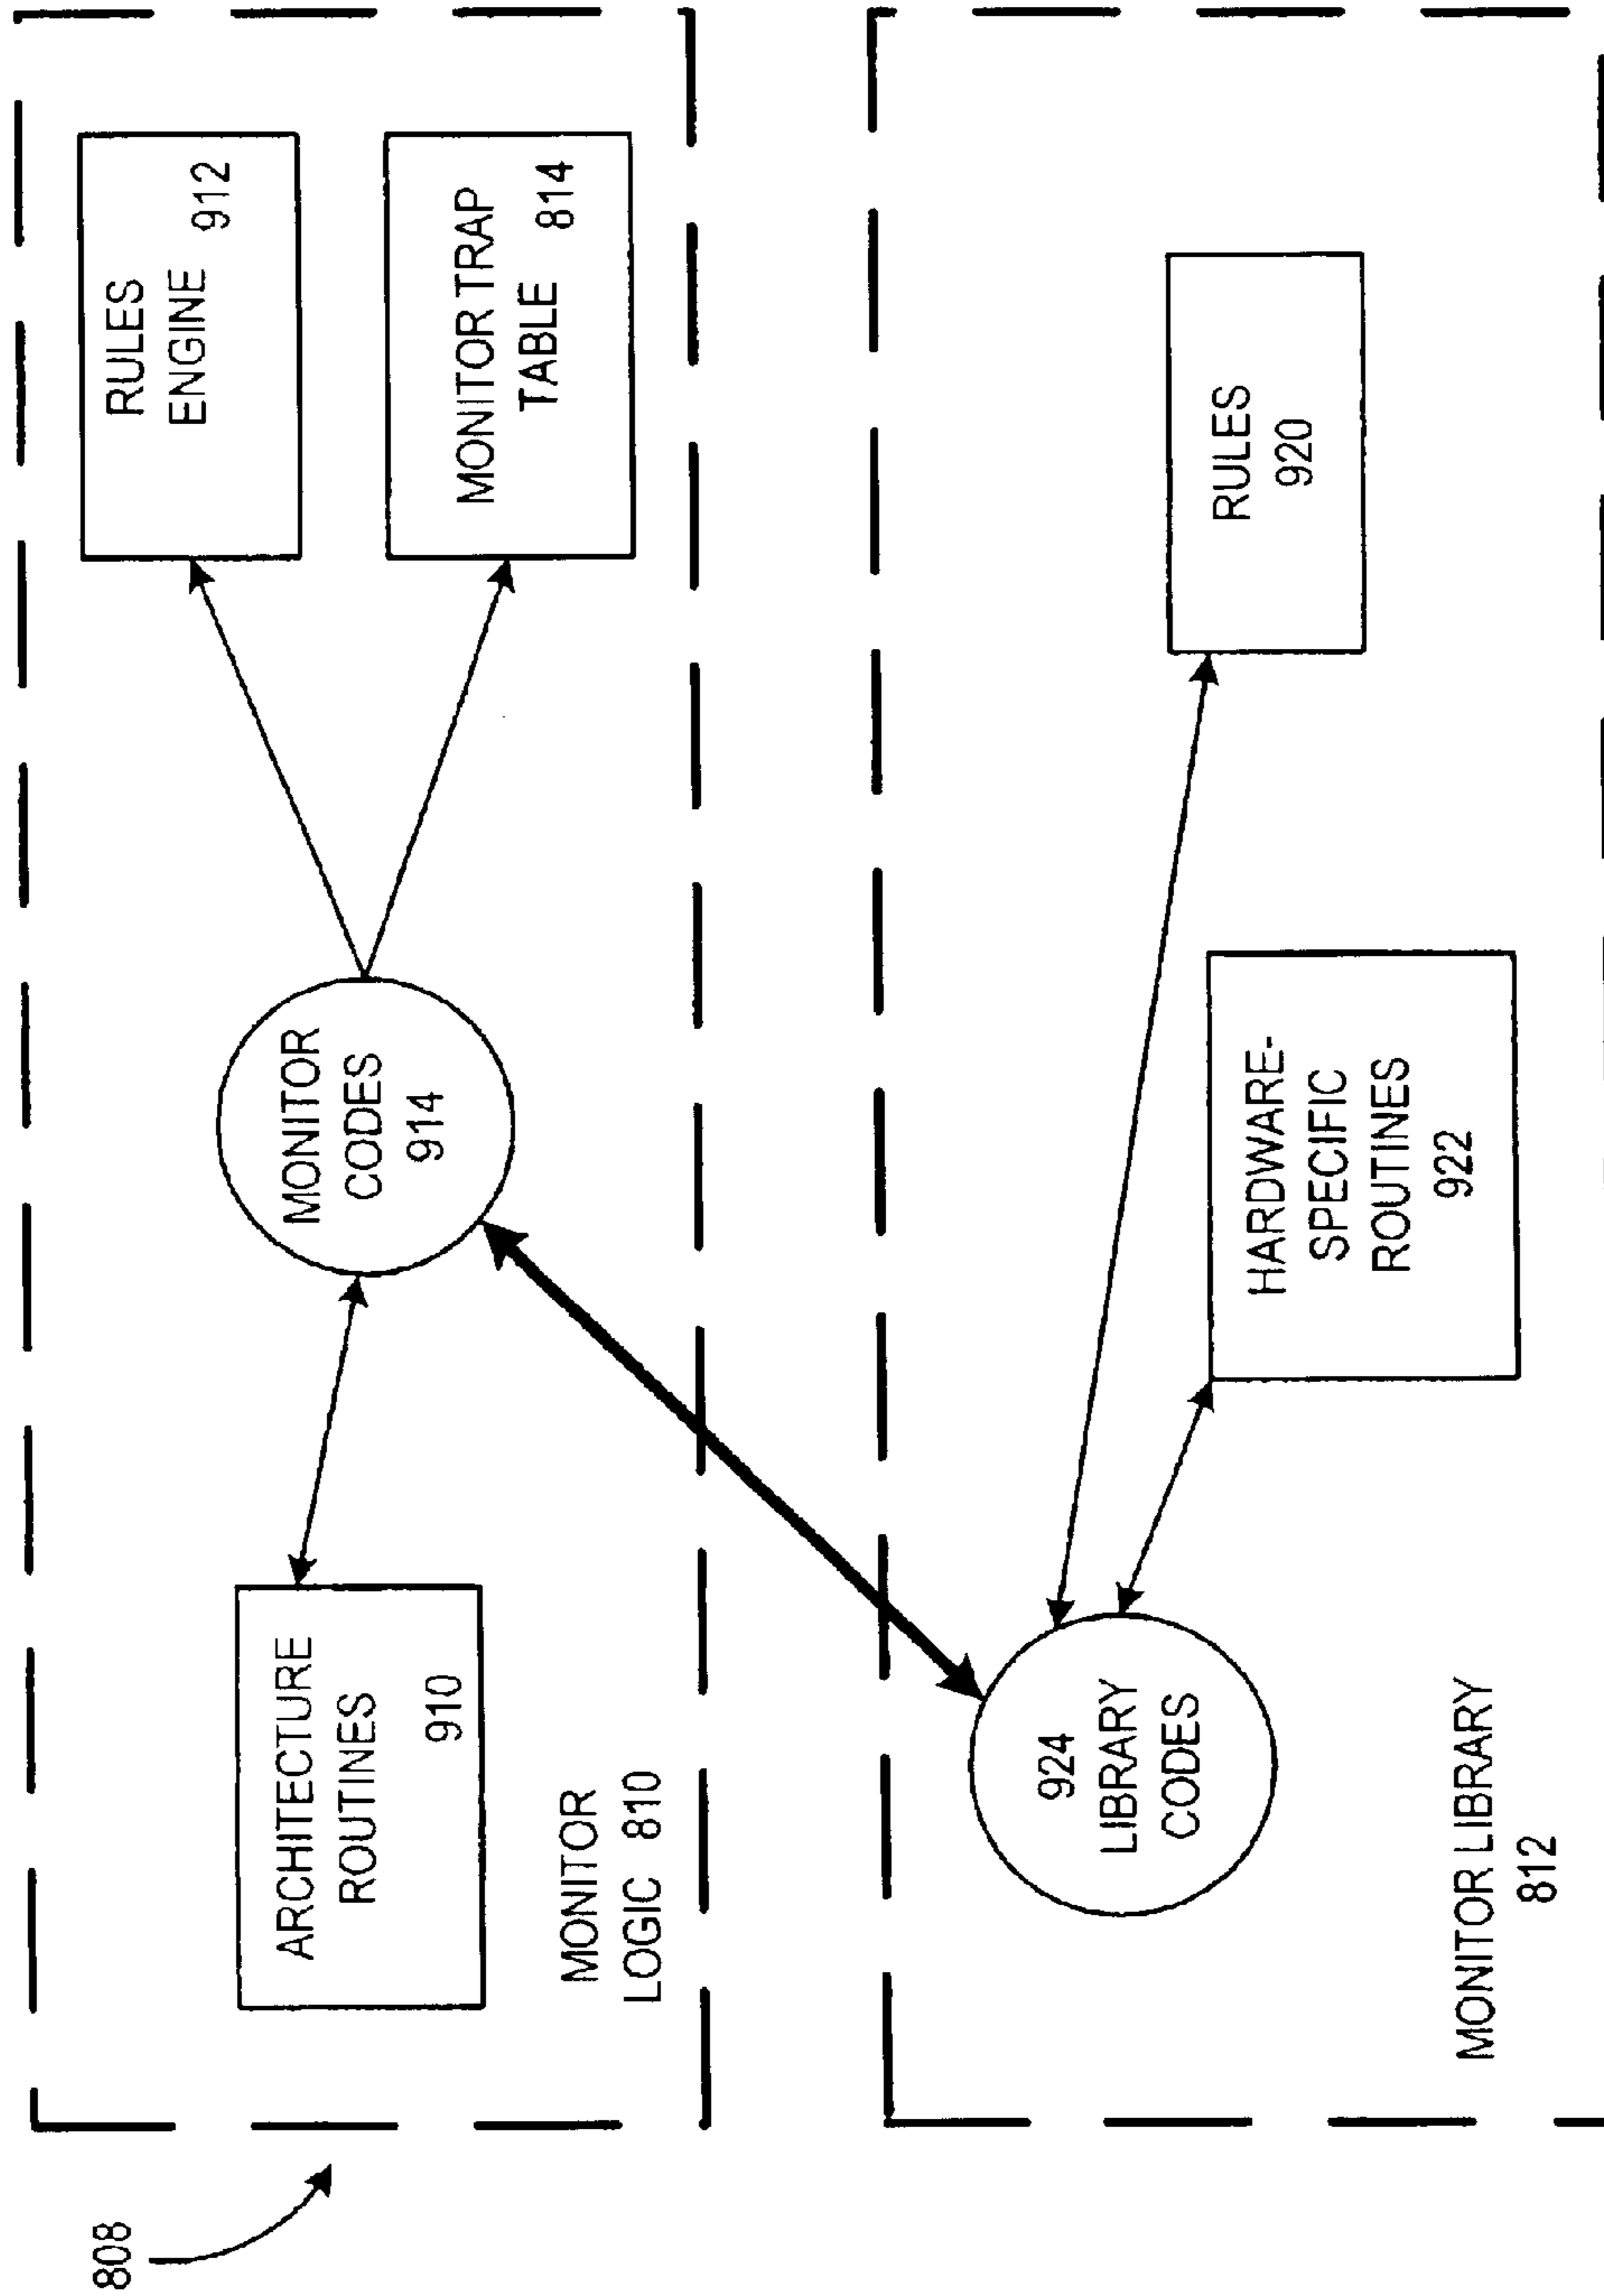 808
ARCHITECTURE
ROUTINES
910
MONITOR
LOGIC 810
MONITOR
CODES
914
RULES
ENGINE 912
MONITOR TRAP
TABLE 814
924
LIBRARY
CODES
HARDWARE-
SPECIFIC
ROUTINES
922
RULES
920
MONITOR LIBRARY
812